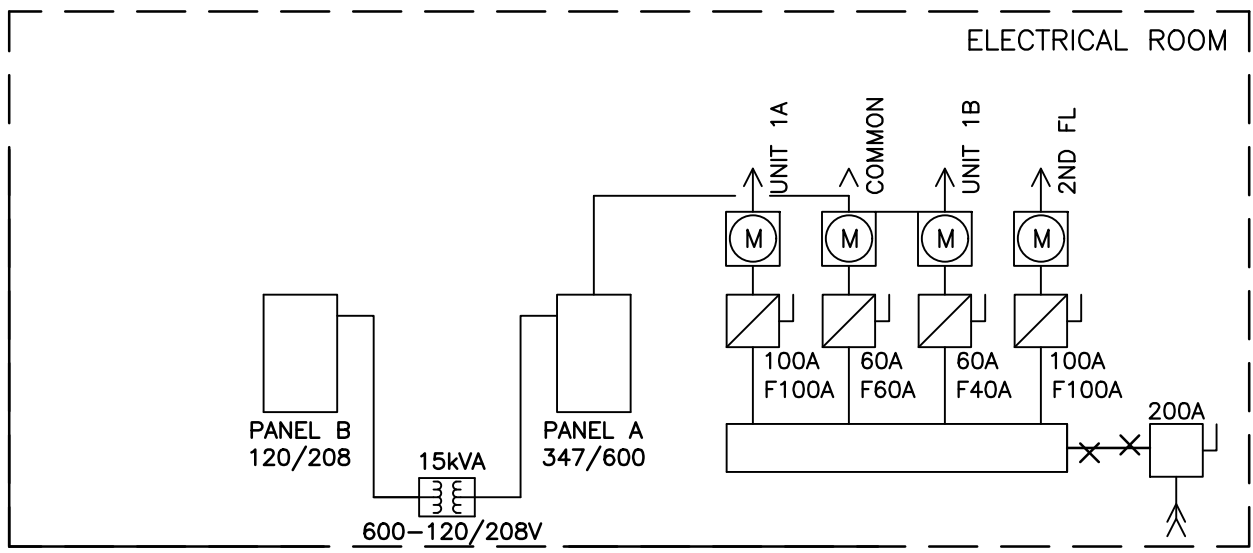 ELECTRICAL ROOM
UNIT 1A
COMMON
UNIT 1B
2ND FL
M
M
M
M
100A
F100A
60A
F60A
60A
F40A
100A
F100A
200A
PANEL B
120/208
15kVA
600-120/208V
PANEL A
347/600